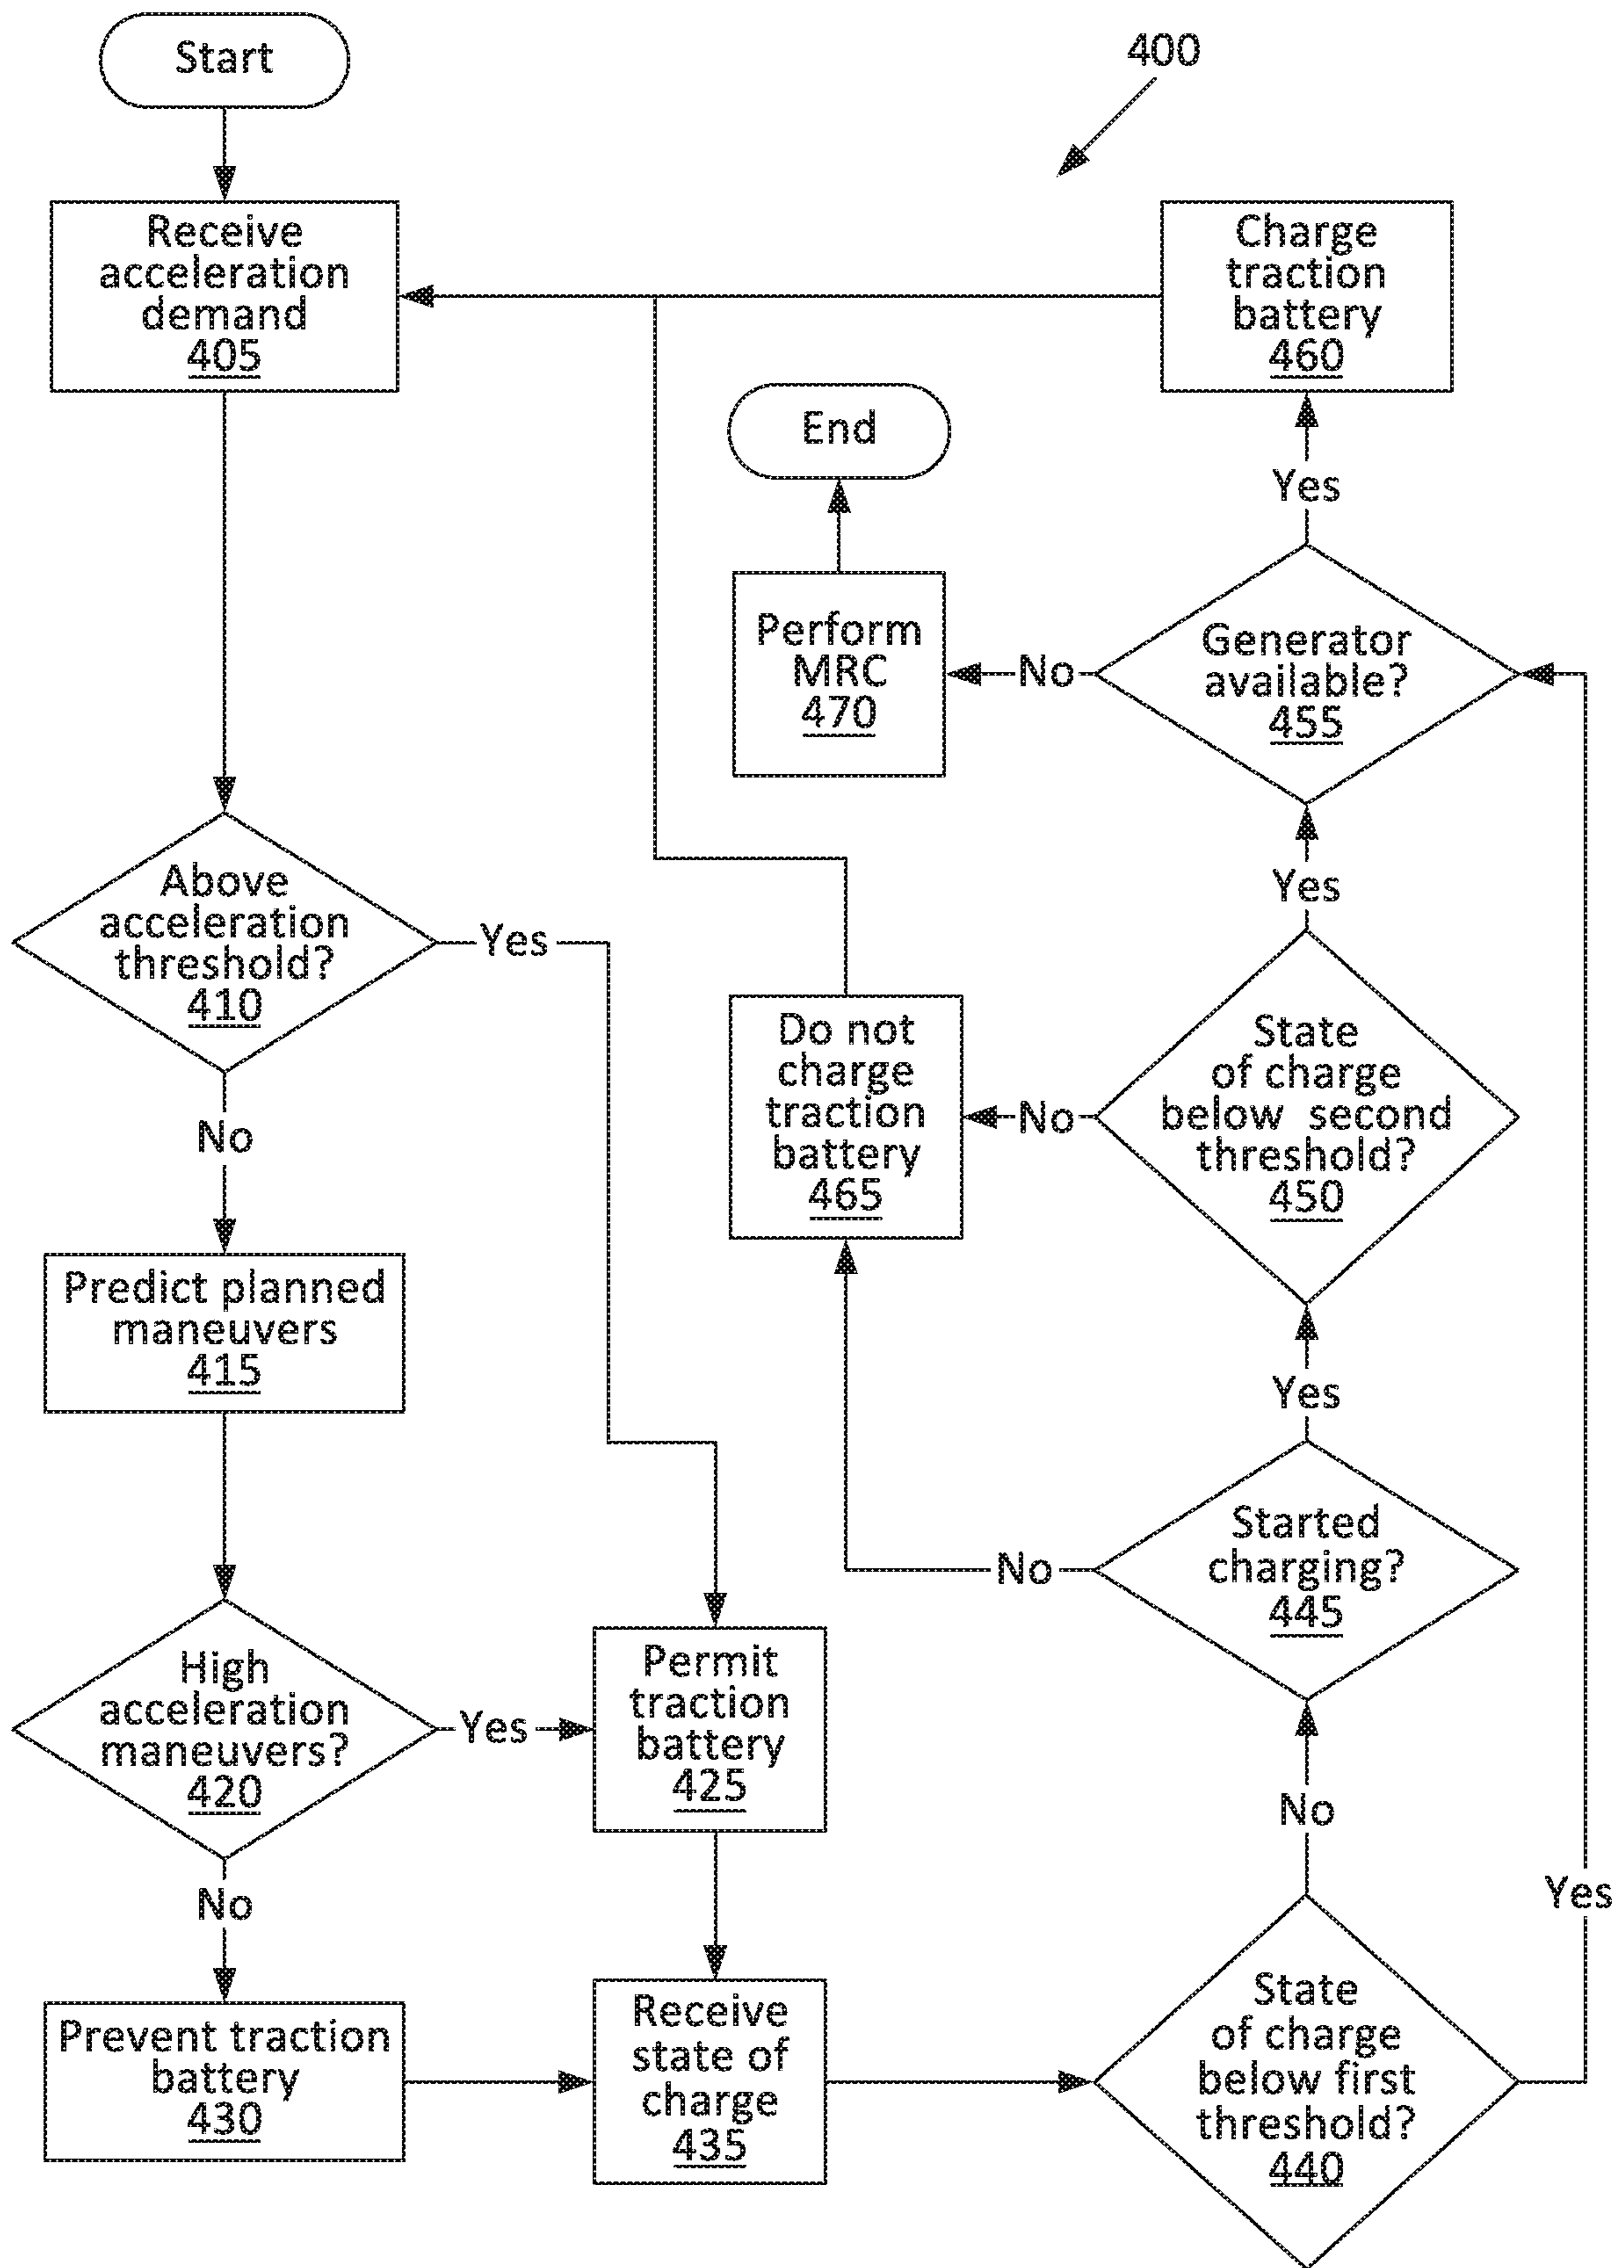 Start
400
Receive
acceleration
demand
405
Charge
traction
battery
460
End
Yes
Perform
MRC
470
No
Generator
available?
455
Above
acceleration
threshold?
410
Yes
Yes
No
Do not
charge
traction
battery
465
No
State
of charge
below second
threshold?
450
Predict planned
maneuvers
415
Yes
No
Started
charging?
445
High
acceleration
maneuvers?
420
Yes
Permit
traction
battery
425
No
No
Yes
Prevent traction
battery
430
Receive
state of
charge
435
State
of charge
below first
threshold?
440